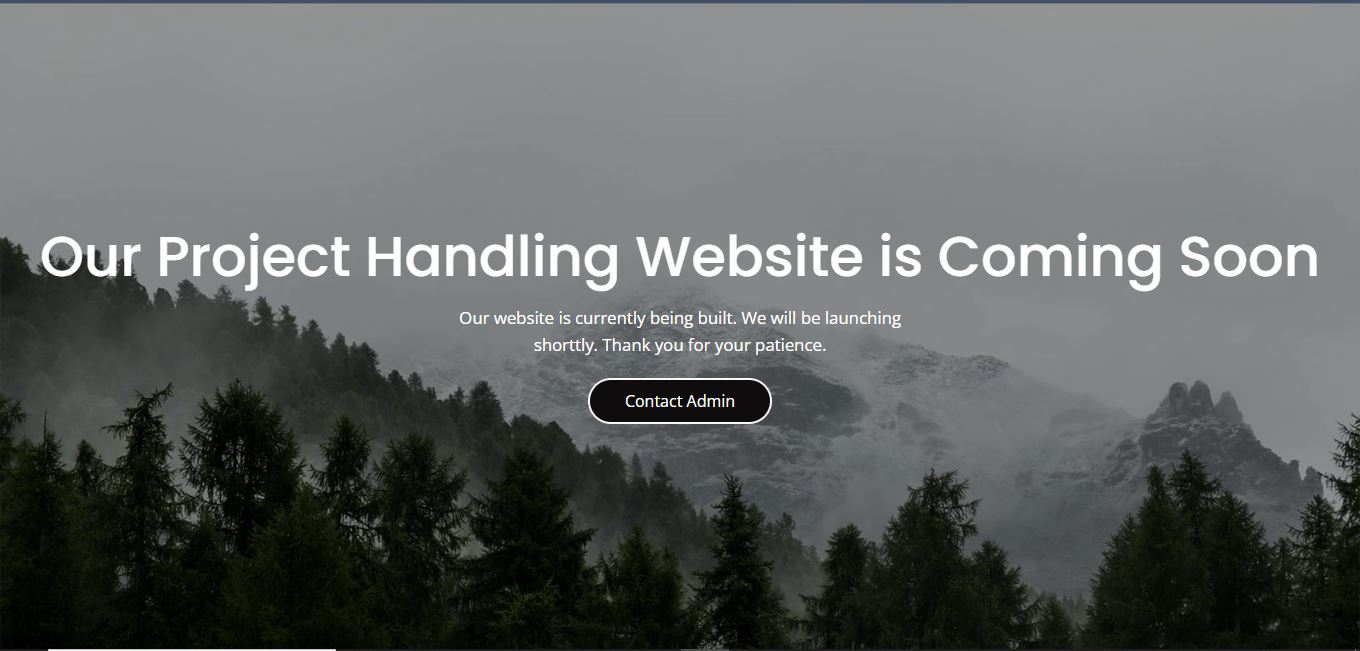 Our Project Handling Website is Coming Soon
Our website is currently being built. We will be launching
shorttly. Thank you for your patience.
Contact Admin